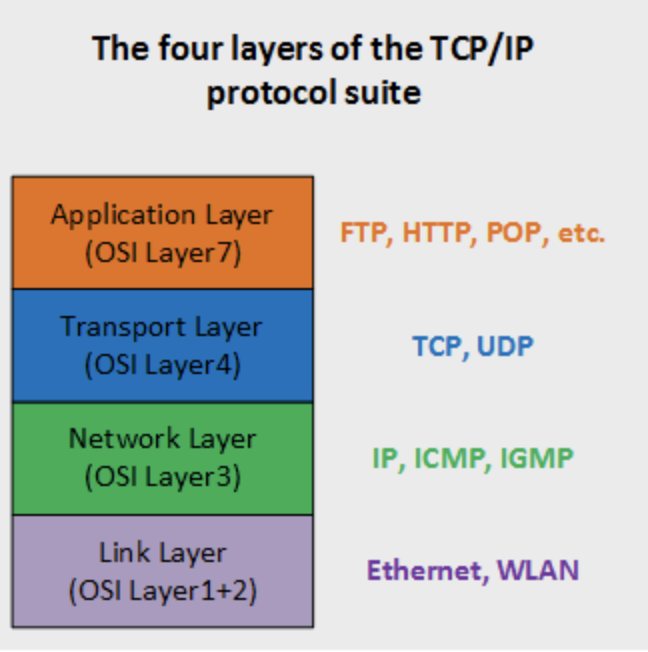 The four layers of the TCP/IP
protocol suite
Application Layer
(OSI Layer7)
FTP, HTTP, POP, etc.
Transport Layer
(OSI Layer4)
TCP, UDP
Network Layer
(OSI Layer3)
IP, ICMP, IGMP
Link Layer
(OSI Layer1+2)
Ethernet, WLAN